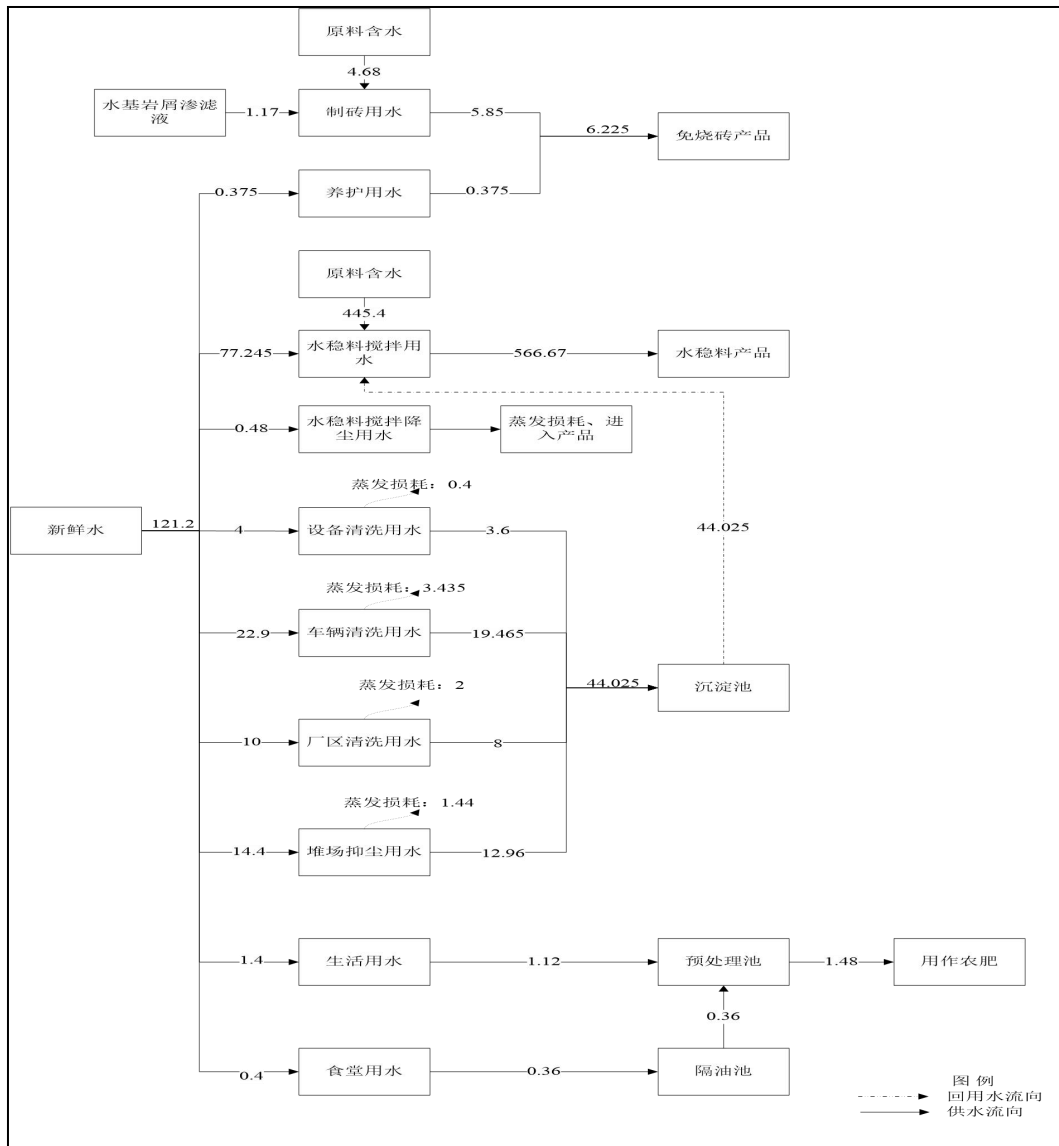 原料含水
4.68
水基岩屑渗滤
液
1.17
制砖用水
5.85
6.225
免烧砖产品
0.375
养护用水
0.375
原料含水
445.4
77.245
水稳料搅拌用
水
566.67
水稳料产品
0.48
水稳料搅拌降
尘用水
蒸发损耗、进
入产品
蒸发损耗：0.4
新鲜水
121.2
4
设备清洗用水
3.6
44.025
蒸发损耗：3.435
22.9
车辆清洗用水
19.465
蒸发损耗：2
44.025
沉淀池
10
厂区清洗用水
8
蒸发损耗：1.44
14.4
堆场抑尘用水
12.96
1.4
生活用水
1.12
预处理池
1.48
用作农肥
0.36
0.4
食堂用水
0.36
隔油池
图 例
回用水流向
供水流向